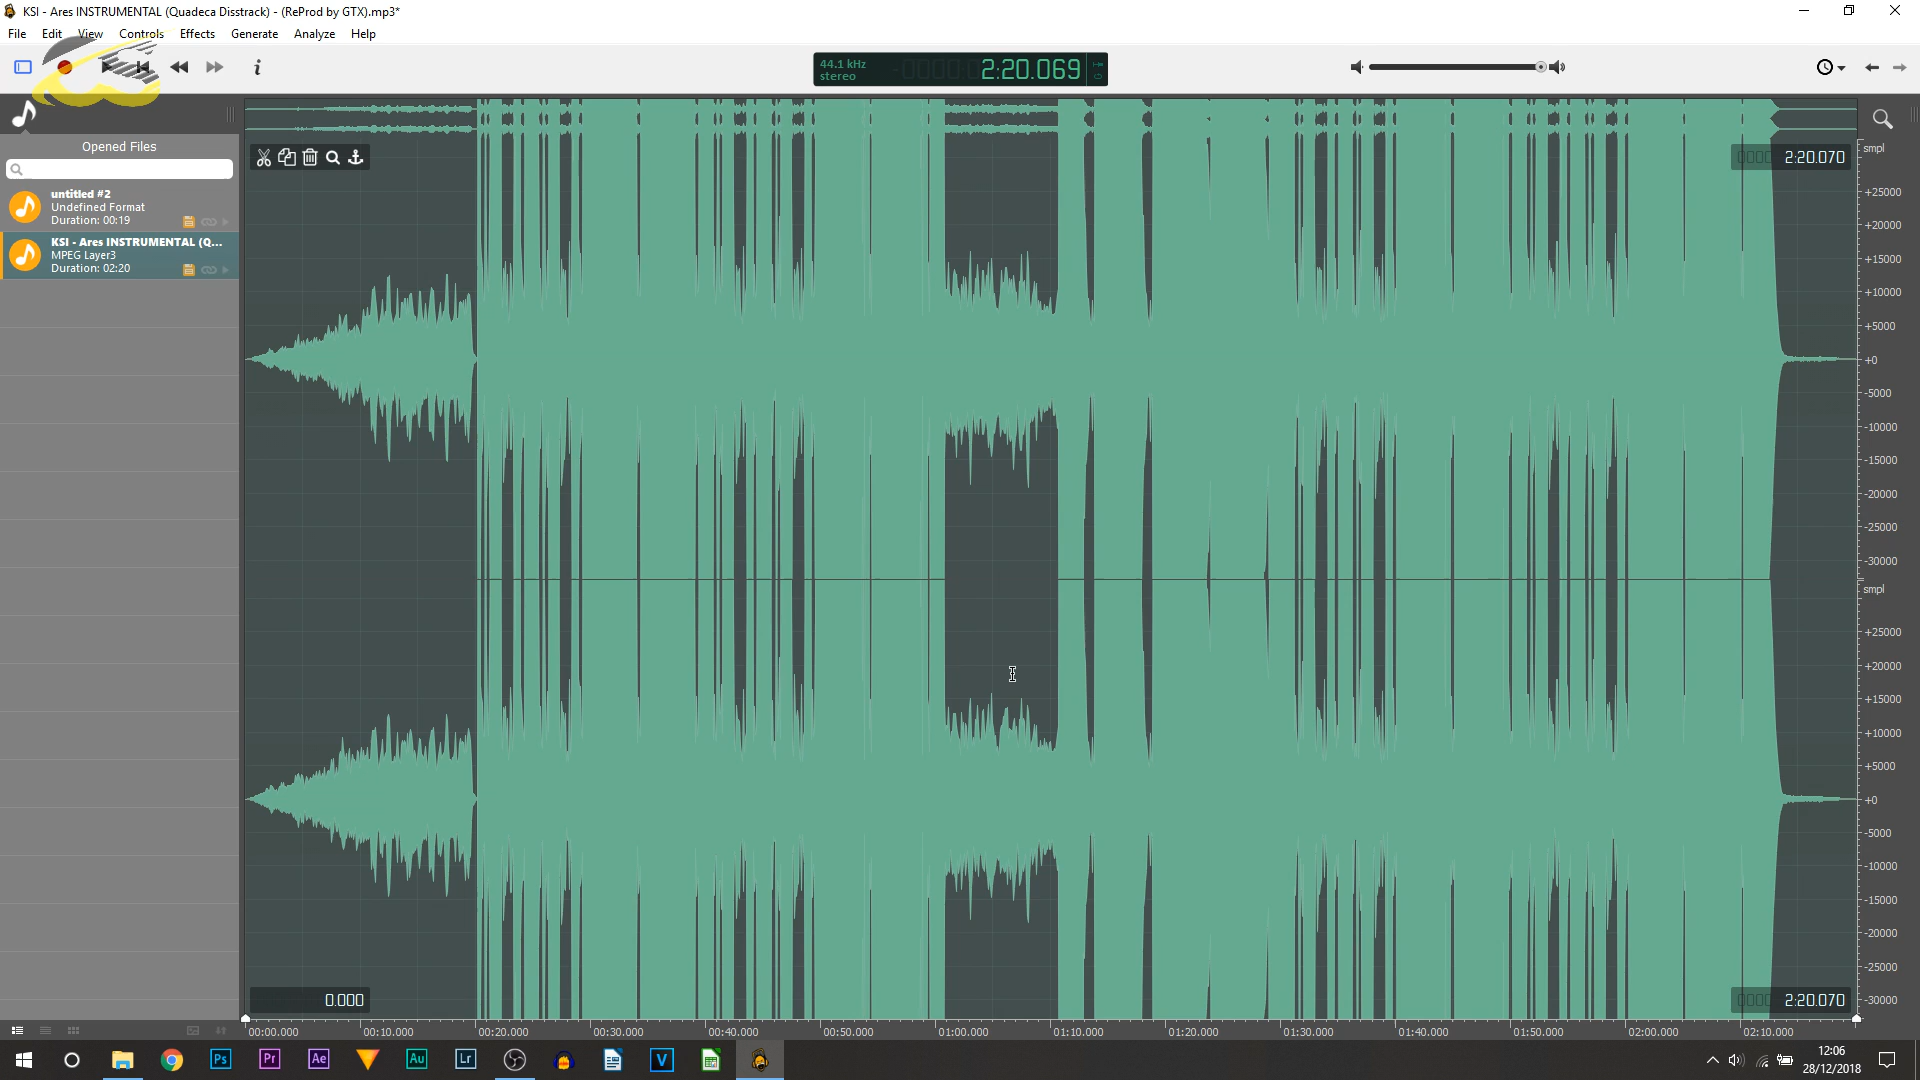 KSI - Ares INSTRUMENTAL (Quadeca Disstrack) - (ReProd by GTX).mp3*
File Edit View Controls Effects Generate Analyze Help
44.1 kHz
stereo
2:20.069
Opened Files
untitled #2
Undefined Format
Duration: 00:19
KSI - Ares INSTRUMENTAL (Q...
MPEG Layer3
Duration: 02:20
2:20.070
smpl
+25000
+20000
+15000
+10000
+5000
+0
-5000
-10000
-15000
-20000
-25000
-30000
smpl
+25000
+20000
+15000
+10000
+5000
+0
-5000
-10000
-15000
-20000
-25000
-30000
0.000
2:20.070
00:00.000 00:10.000 00:20.000 00:30.000 00:40.000 00:50.000 01:00.000 01:10.000 01:20.000 01:30.000 01:40.000 01:50.000 02:00.000 02:10.000
Ps Pr Ae Au Lr V
12:06
28/12/2018